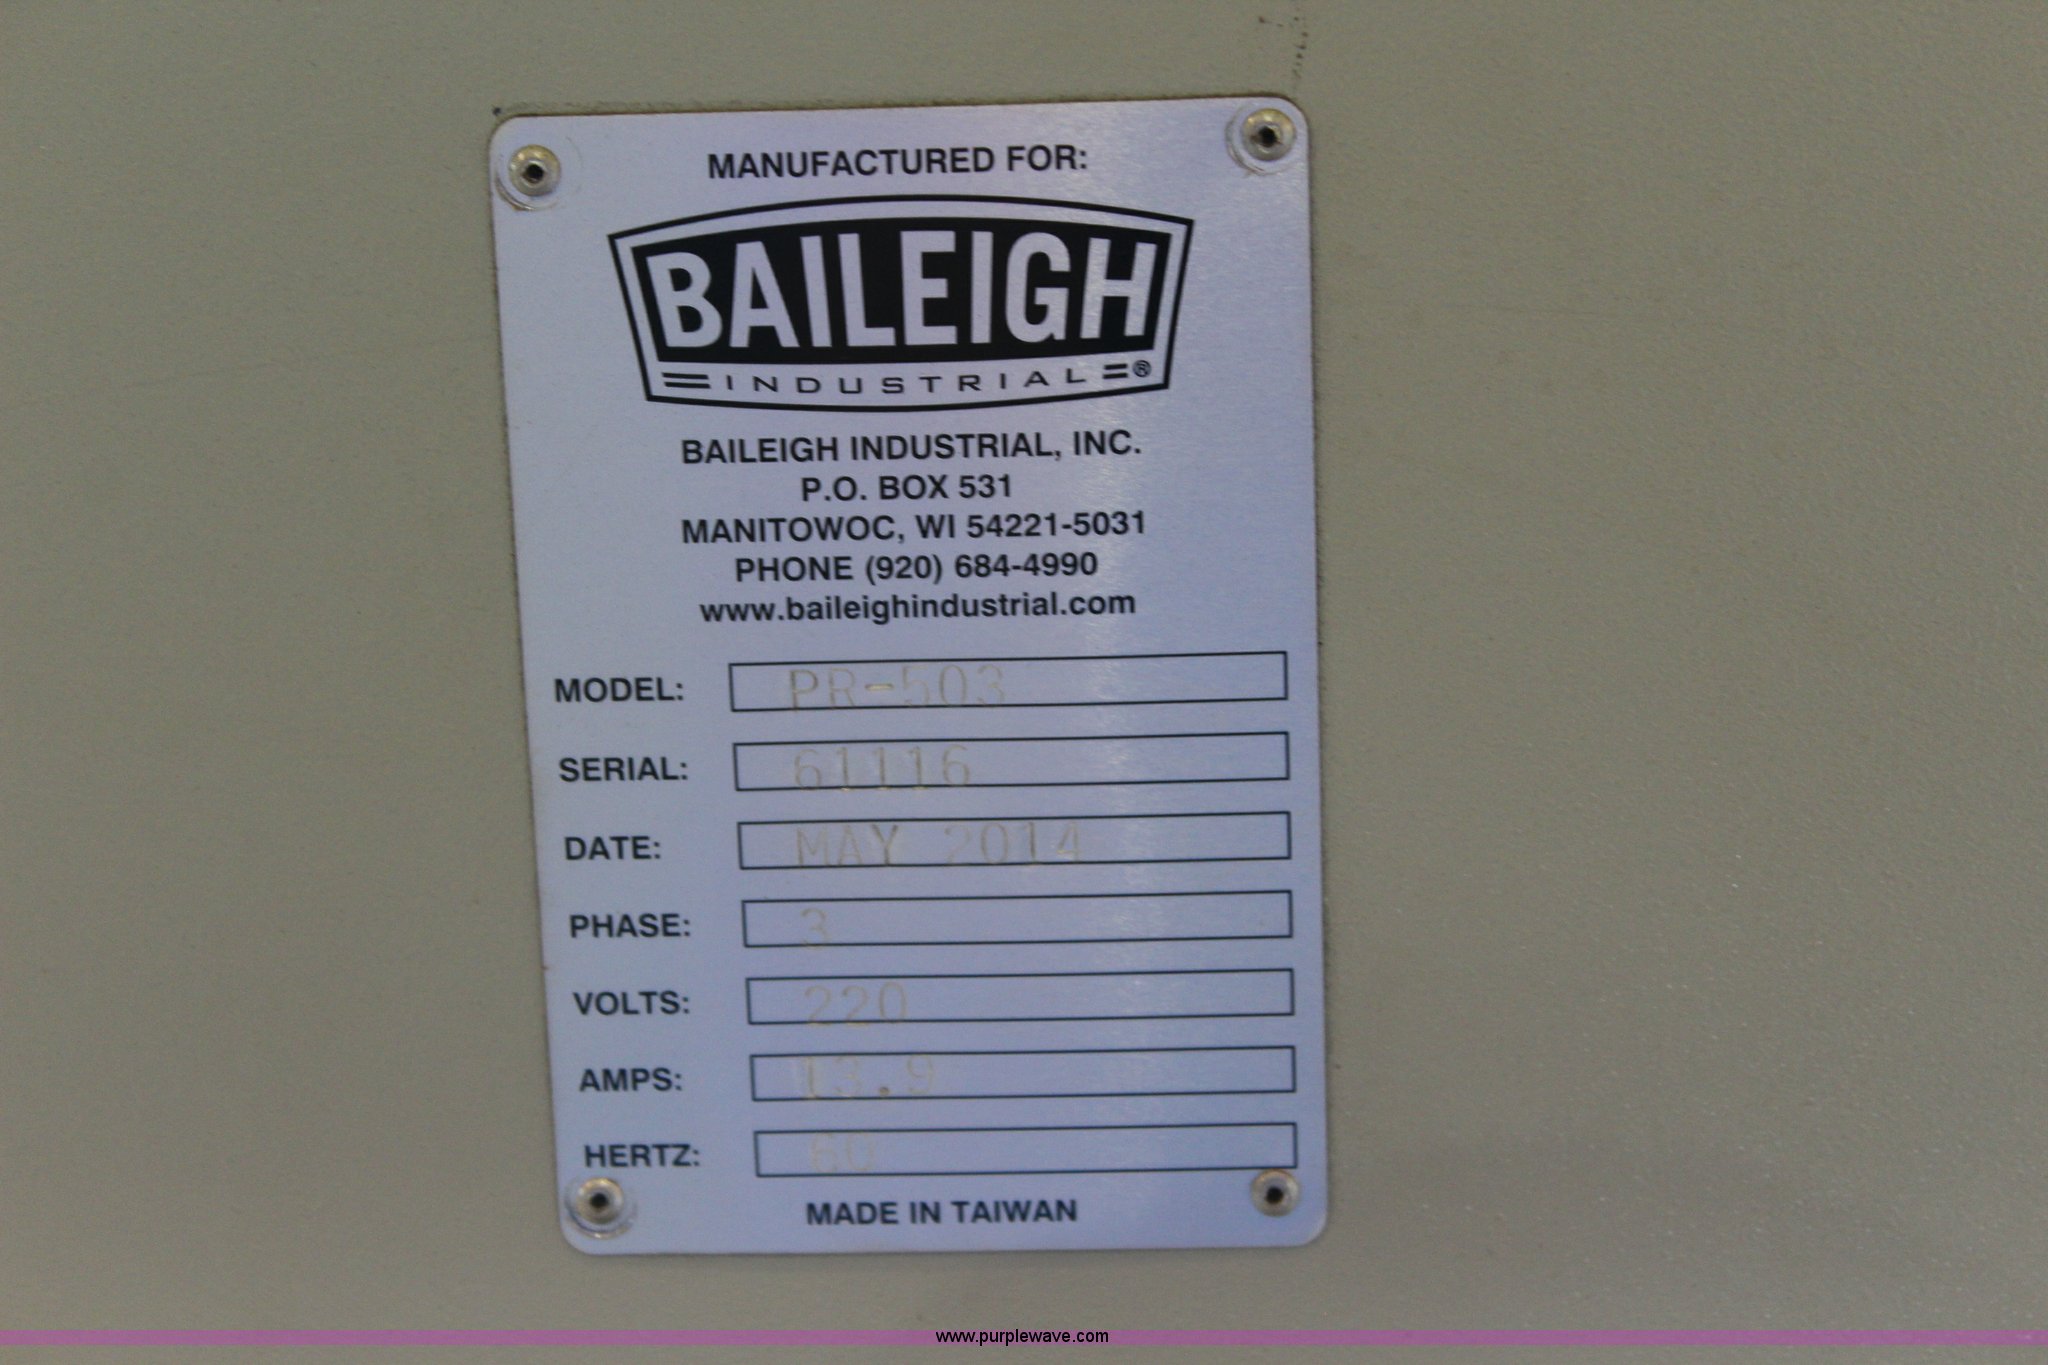 MANUFACTURED FOR:
BAILEIGH
INDUSTRIAL®
BAILEIGH INDUSTRIAL, INC.
P.O. BOX 531
MANITOWOC, WI 54221-5031
PHONE (920) 684-4990
www.baileighindustrial.com
MODEL: PR-503
SERIAL: 61116
DATE: MAY 2014
PHASE: 3
VOLTS: 220
AMPS: 13.9
HERTZ: 60
MADE IN TAIWAN
www.purplewave.com